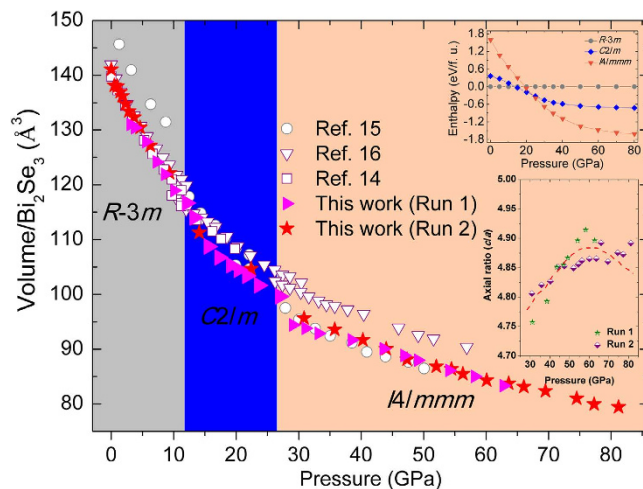 Volume/Bi₂Se₃ (Å³)
150
140
130
120
110
100
90
80
0 10 20 30 40 50 60 70 80
Pressure (GPa)
R-3m
C2/m
I4/mmm
Ref. 15
Ref. 16
Ref. 14
This work (Run 1)
This work (Run 2)
Enthalpy (eV/f. u.)
1.8
1.2
0.6
0.0
-0.6
-1.2
-1.8
R-3m
C2/m
I4/mmm
0 10 20 30 40 50 60 70 80
Pressure (GPa)
Axial ratio (c/a)
4.95
4.90
4.85
4.80
4.75
4.70
Run 1
Run 2
30 40 50 60 70 80
Pressure (GPa)